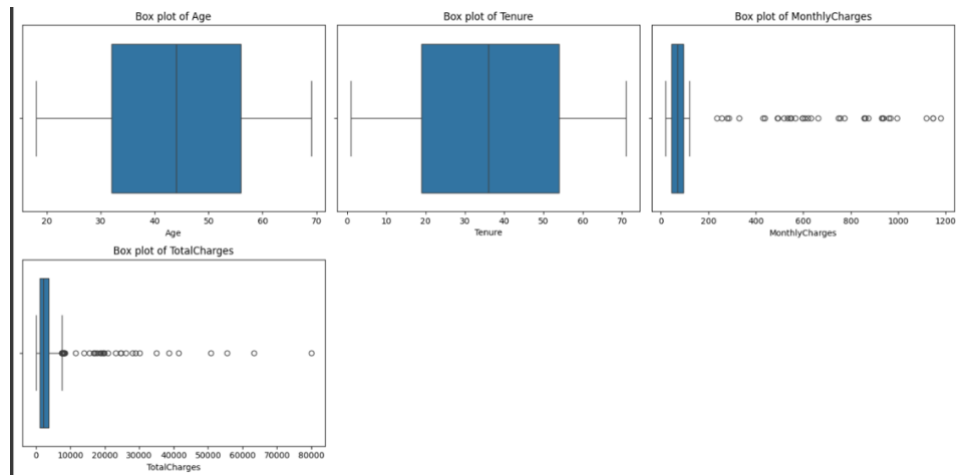 Box plot of Age
20 30 40 50 60 70
Age
Box plot of Tenure
0 10 20 30 40 50 60 70
Tenure
Box plot of MonthlyCharges
0 200 400 600 800 1000 1200
MonthlyCharges
Box plot of TotalCharges
0 10000 20000 30000 40000 50000 60000 70000 80000
TotalCharges